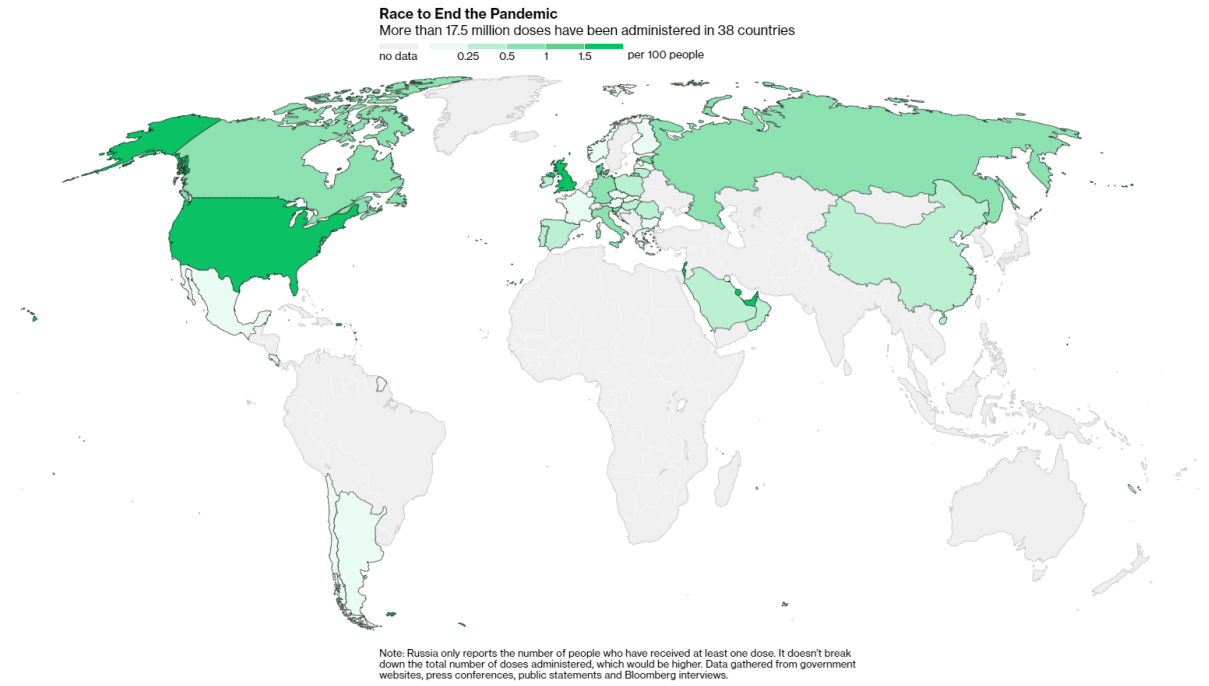 Race to End the Pandemic
More than 17.5 million doses have been administered in 38 countries
no data 0.25 0.5 1 1.5 per 100 people
Note: Russia only reports the number of people who have received at least one dose. It doesn't break
down the total number of doses administered, which would be higher. Data gathered from government
websites, press conferences, public statements and Bloomberg interviews.